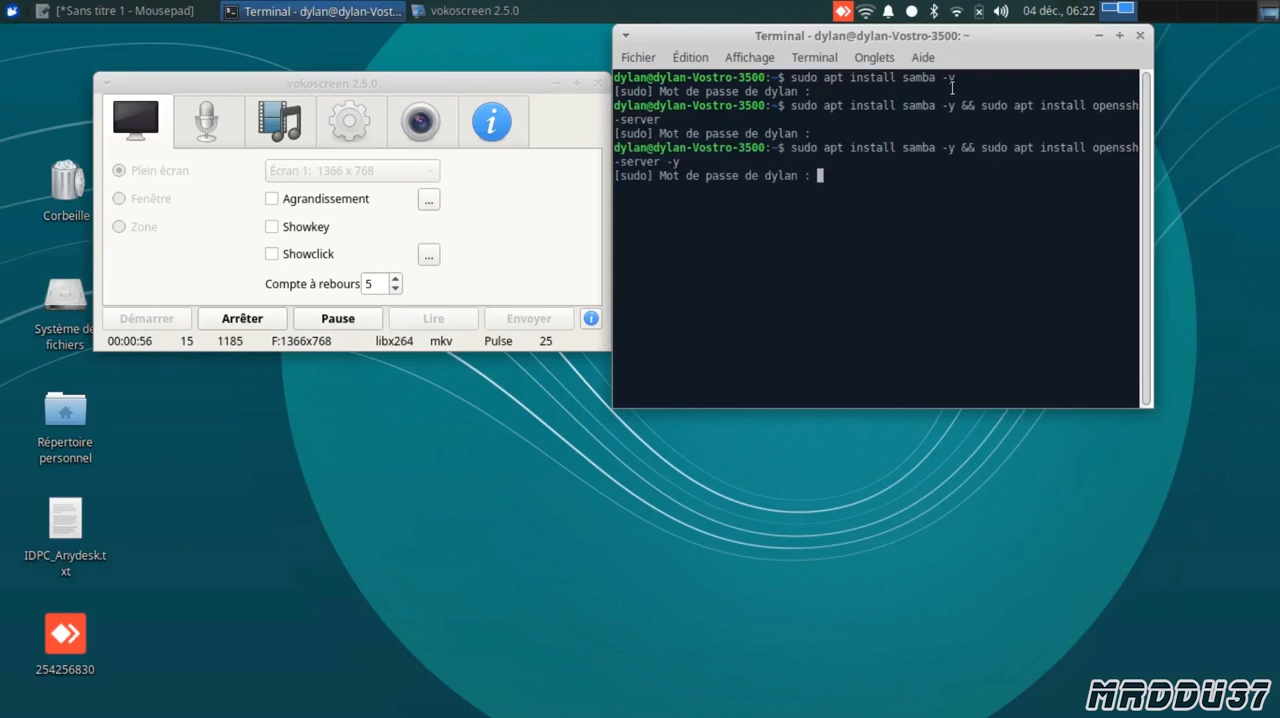 [*Sans titre 1 - Mousepad]
Terminal - dylan@dylan-Vost...
vokoscreen 2.5.0
04 déc., 06:22
Terminal - dylan@dylan-Vostro-3500: ~
Fichier Édition Affichage Terminal Onglets Aide
dylan@dylan-Vostro-3500:~$ sudo apt install samba -y
[sudo] Mot de passe de dylan :
dylan@dylan-Vostro-3500:~$ sudo apt install samba -y && sudo apt install openssh
-server
[sudo] Mot de passe de dylan :
dylan@dylan-Vostro-3500:~$ sudo apt install samba -y && sudo apt install openssh
-server -y
[sudo] Mot de passe de dylan :
vokoscreen 2.5.0
Plein écran
Écran 1: 1366 x 768
Fenêtre
Agrandissement
...
Zone
Showkey
Showclick
...
Compte à rebours 5
Démarrer Arrêter Pause Lire Envoyer
00:00:56 15 1185 F:1366x768 libx264 mkv Pulse 25
Corbeille
Système de
fichiers
Répertoire
personnel
IDPC_Anydesk.t
xt
254256830
MRDDU37